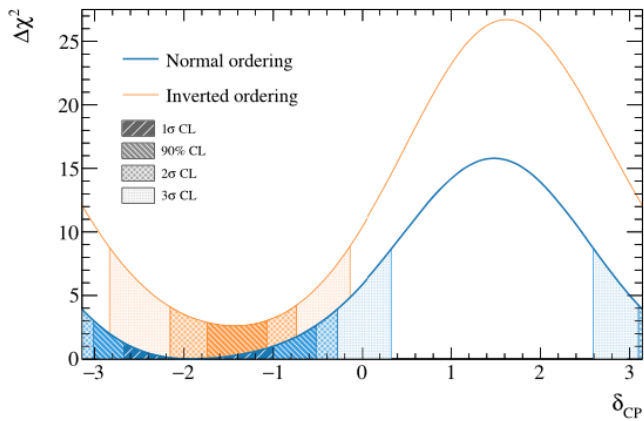 Δχ²
25
20
15
10
5
0
Normal ordering
Inverted ordering
1σ CL
90% CL
2σ CL
3σ CL
−3 −2 −1 0 1 2 3
δCP